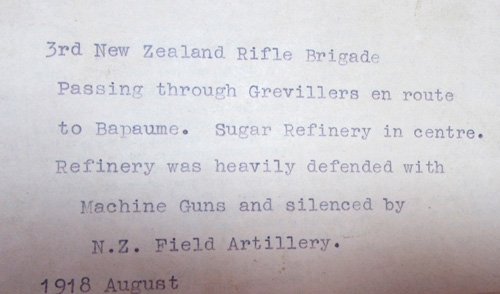 3rd New Zealand Rifle Brigade
Passing through Grevillers en route
to Bapaume. Sugar Refinery in centre.
Refinery was heavily defended with
Machine Guns and silenced by
N.Z. Field Artillery.
1918 August